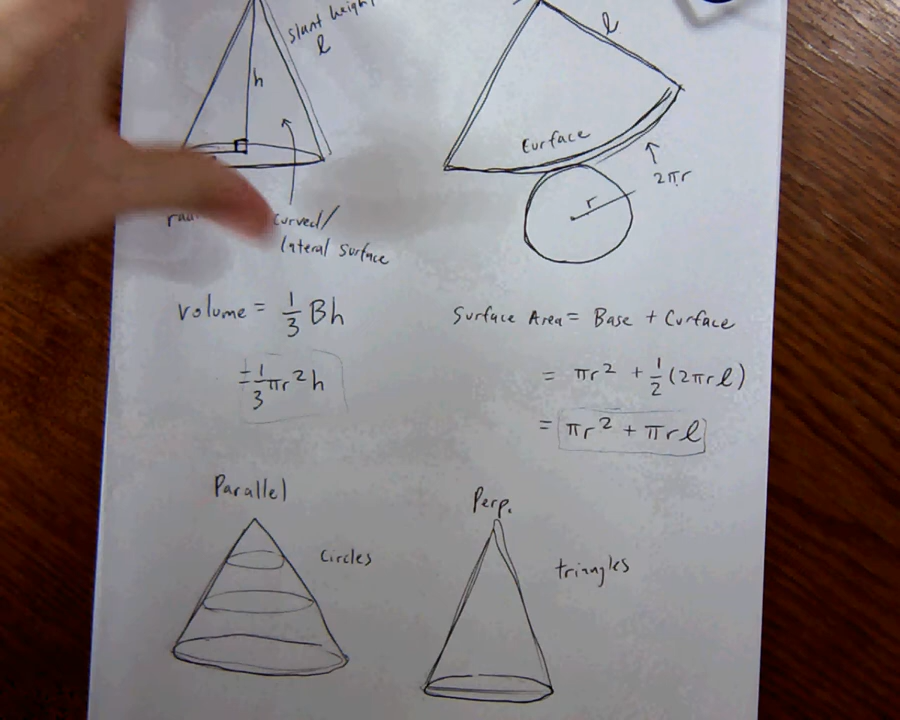 slant height
l
h
curved/
lateral surface
l
Eurface
2πr
r
volume = 1/3 Bh
= 1/3 πr²h
Surface Area = Base + Curface
= πr² + 1/2 (2πrl)
= πr² + πrl
Parallel
circles
Perp.
triangles